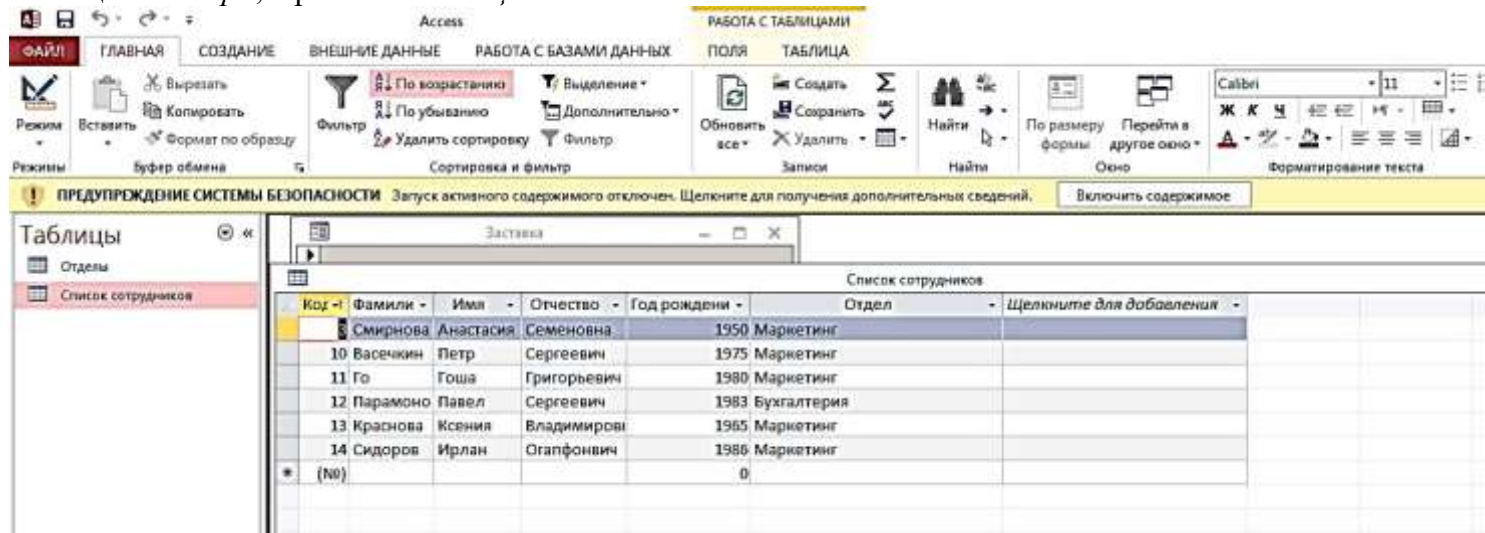 Access
РАБОТА С ТАБЛИЦАМИ
ФАЙЛ ГЛАВНАЯ СОЗДАНИЕ ВНЕШНИЕ ДАННЫЕ РАБОТА С БАЗАМИ ДАННЫХ ПОЛЯ ТАБЛИЦА
Режим
Вставить
Вырезать
Копировать
Формат по образцу
Фильтр
По возрастанию
По убыванию
Удалить сортировку
Выделение
Дополнительно
Фильтр
Обновить все
Создать
Сохранить
Удалить
Найти
По размеру формы
Перейти в другое окно
Calibri 11
Ж К Ч
Режимы Буфер обмена Сортировка и фильтр Записи Найти Окно Форматирование текста
ПРЕДУПРЕЖДЕНИЕ СИСТЕМЫ БЕЗОПАСНОСТИ Запуск активного содержимого отключен. Щелкните для получения дополнительных сведений. Включить содержимое
Таблицы
Отделы
Список сотрудников
Заставка
Список сотрудников
Код Фамили Имя Отчество Год рождени Отдел Щелкните для добавления
Смирнова Анастасия Семеновна 1950 Маркетинг
10 Васечкин Петр Сергеевич 1975 Маркетинг
11 Го Гоша Григорьевич 1980 Маркетинг
12 Парамоно Павел Сергеевич 1983 Бухгалтерия
13 Краснова Ксения Владимирові 1965 Маркетинг
14 Сидоров Ирлан Огапфонвич 1986 Маркетинг
(№) 0